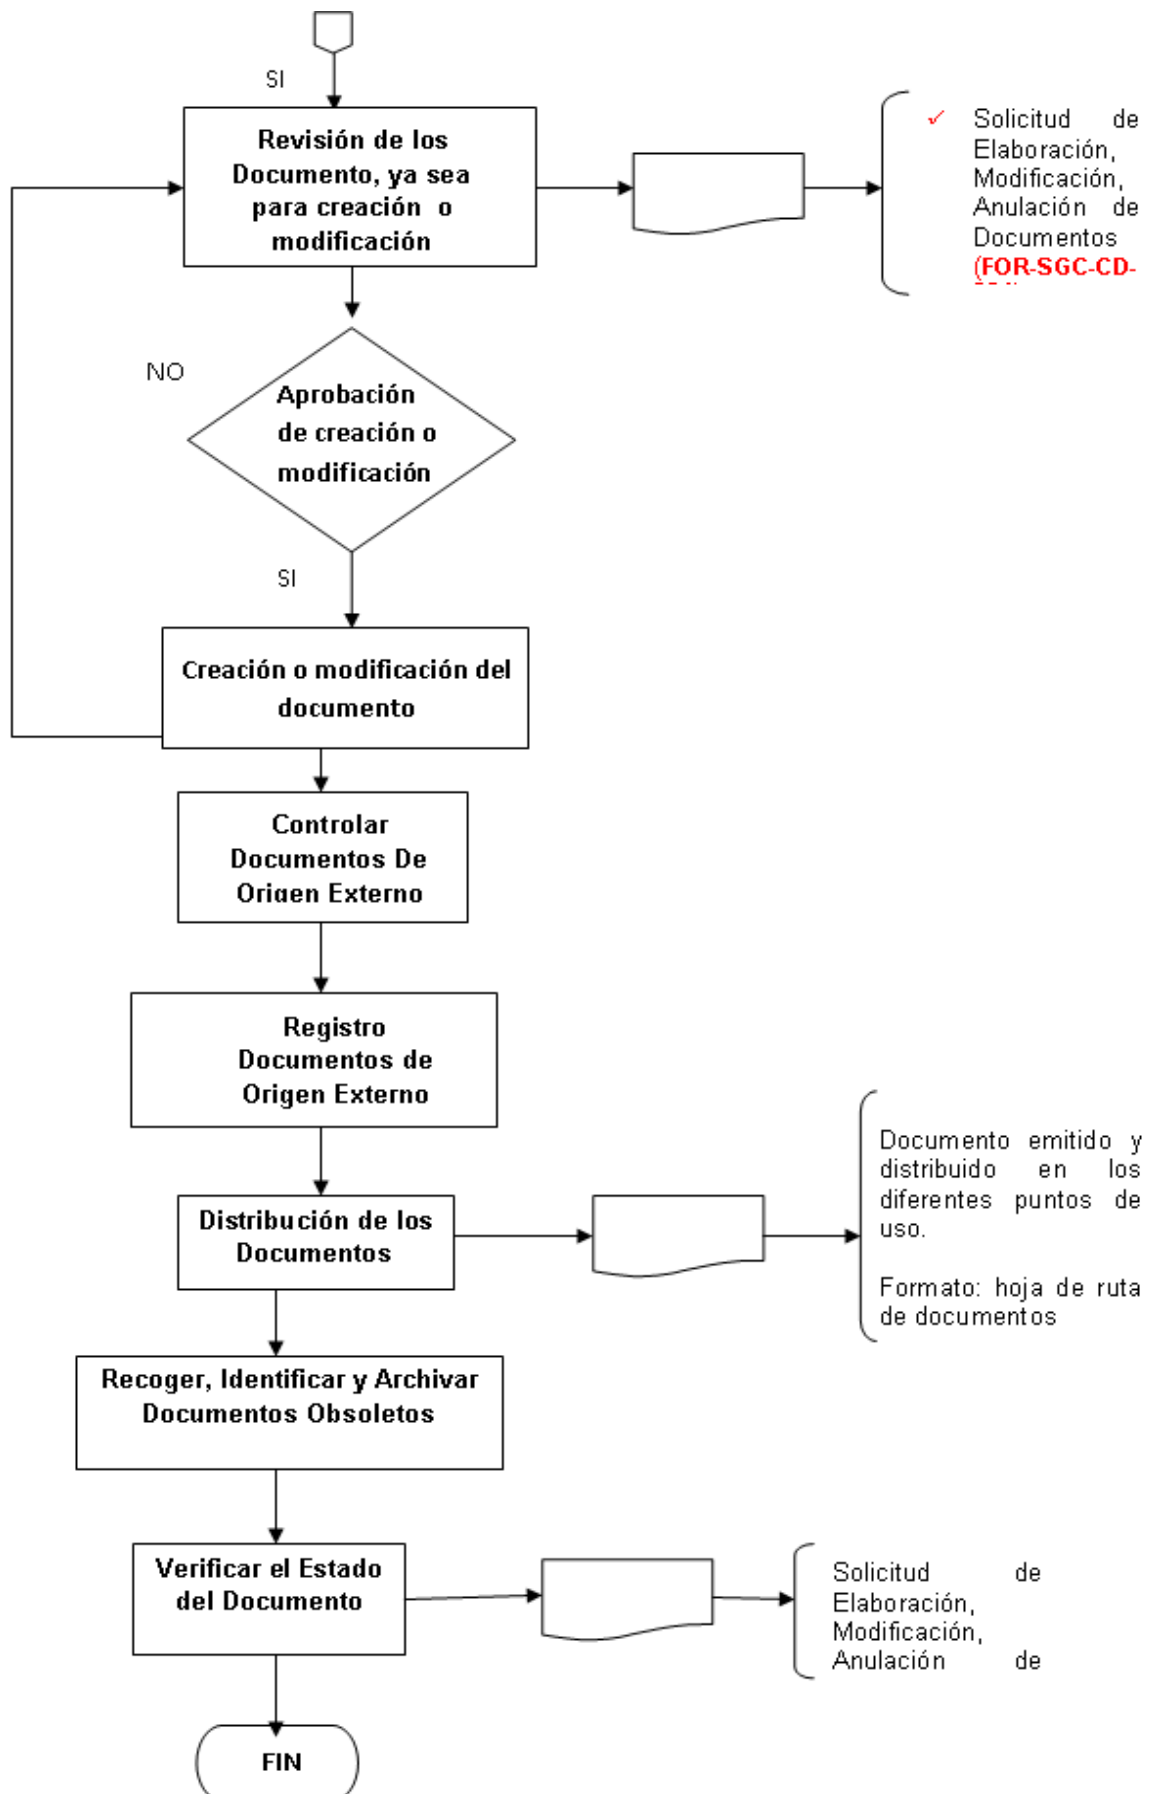 SI
Revisión de los
Documento, ya sea
para creación o
modificación
✓ Solicitud de
Elaboración,
Modificación,
Anulación de
Documentos
(FOR-SGC-CD-
NO
Aprobación
de creación o
modificación
SI
Creación o modificación del
documento
Controlar
Documentos De
Origen Externo
Registro
Documentos de
Origen Externo
Distribución de los
Documentos
Documento emitido y
distribuido en los
diferentes puntos de
uso.
Formato: hoja de ruta
de documentos
Recoger, Identificar y Archivar
Documentos Obsoletos
Verificar el Estado
del Documento
Solicitud de
Elaboración,
Modificación,
Anulación de
FIN